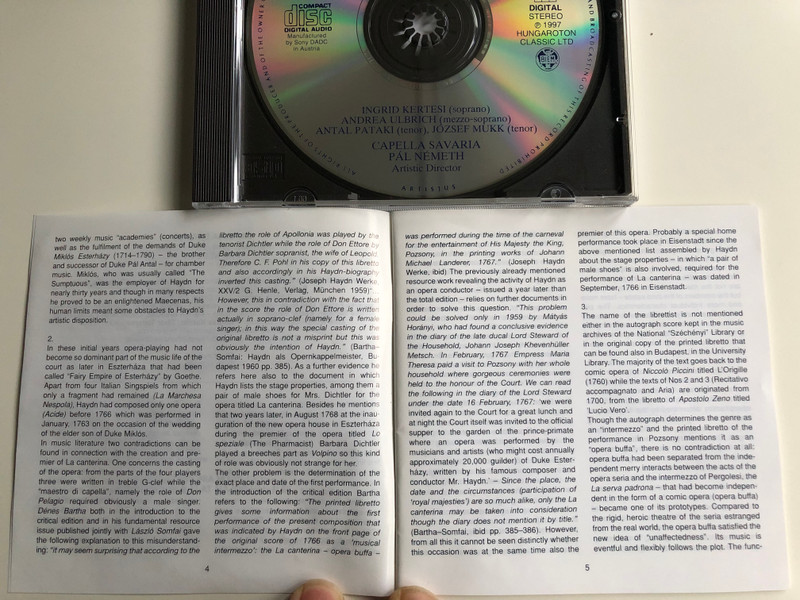 COMPACT
disc
DIGITAL AUDIO
Manufactured
by Sony DADC
in Austria
DIGITAL
STEREO
℗ 1997
HUNGAROTON
CLASSIC LTD
INGRID KERTESI (soprano)
ANDREA ULBRICH (mezzo-soprano)
ANTAL PATAKI (tenor), JÓZSEF MUKK (tenor)
CAPELLA SAVARIA
PÁL NÉMETH
Artistic Director
ARTISJUS
two weekly music "academies" (concerts), as
well as the fulfilment of the demands of Duke
Miklós Esterházy (1714–1790) – the brother
and successor of Duke Pál Antal – for chamber
music. Miklós, who was usually called "The
Sumptuous", was the employer of Haydn for
nearly thirty years and though in many respects
he proved to be an enlightened Maecenas, his
human limits meant some obstacles to Haydn's
artistic disposition.
2.
In these initial years opera-playing had not
become so dominant part of the music life of the
court as later in Eszterháza that had been
called "Fairy Empire of Esterházy" by Goethe.
Apart from four Italian Singspiels from which
only a fragment had remained (La Marchesa
Nespola), Haydn had composed only one opera
(Acide) before 1766 which was performed in
January, 1763 on the occasion of the wedding
of the elder son of Duke Miklós.
In music literature two contradictions can be
found in connection with the creation and pre-
mier of La canterina. One concerns the casting
of the opera: from the parts of the four players
three were written in treble G-clef while the
"maestro di capella", namely the role of Don
Pelagio required obviously a male singer.
Dénes Bartha both in the introduction to the
critical edition and in his fundamental resource
issue published jointly with László Somfai gave
the following explanation to this misunderstand-
ing: "it may seem surprising that according to the
4
libretto the role of Apollonia was played by the
tenorist Dichtler while the role of Don Ettore by
Barbara Dichtler sopranist, the wife of Leopold.
Therefore C. F. Pohl in his copy of this libretto
and also accordingly in his Haydn-biography
inverted this casting." (Joseph Haydn Werke,
XXV/2 G. Henle, Verlag, München 1959)".
However, this in contradiction with the fact that
in the score the role of Don Ettore is written
actually in soprano-clef (namely for a female
singer); in this way the special casting of the
original libretto is not a misprint but this was
obviously the intention of Haydn." (Bartha–
Somfai: Haydn als Opernkappelmeister, Bu-
dapest 1960 pp. 385). As a further evidence he
refers here also to the document in which
Haydn lists the stage properties, among them a
pair of male shoes for Mrs. Dichtler for the
opera titled La canterina. Besides he mentions
that two years later, in August 1768 at the inau-
guration of the new opera house in Eszterháza
during the premier of the opera titled Lo
speziale (The Pharmacist) Barbara Dichtler
played a breeches part as Volpino so this kind
of role was obviously not strange for her.
The other problem is the determination of the
exact place and date of the first performance. In
the introduction of the critical edition Bartha
refers to the following: "The printed libretto
gives some information about the first
performance of the present composition that
was indicated by Haydn on the front page of
the original score of 1766 as a 'musical
intermezzo': the La canterina – opera buffa –
was performed during the time of the carneval
for the entertainment of His Majesty the King,
Pozsony, in the printing works of Johann
Michael Landerer, 1767." (Joseph Haydn
Werke, ibid) The previously already mentioned
resource work revealing the activity of Haydn as
an opera conductor – issued a year later than
the total edition – relies on further documents in
order to solve this question. "This problem
could be solved only in 1959 by Mátyás
Horányi, who had found a conclusive evidence
in the diary of the late ducal Lord Steward of
the Household, Johann Joseph Khevenhüller
Metsch. In February, 1767 Empress Maria
Theresa paid a visit to Pozsony with her whole
household where gorgeous ceremonies were
held to the honour of the Court. We can read
the following in the diary of the Lord Steward
under the date 16 February, 1767: 'we were
invited again to the Court for a great lunch and
at night the Court itself was invited to the official
supper to the garden of the prince-primate
where an opera was performed by the
musicians and artists (who might cost annually
approximately 20,000 guilder) of Duke Ester-
házy, written by his famous composer and
conductor Mr. Haydn.' – Since the place, the
date and the circumstances (participation of
'royal majesties') are so much alike, only the La
canterina may be taken into consideration
though the diary does not mention it by title."
(Bartha–Somfai, ibid pp. 385–386). However,
from all this it cannot be seen distinctly whether
this occasion was at the same time also the
premier of this opera. Probably a special home
performance took place in Eisenstadt since the
above mentioned list assembled by Haydn
about the stage properties – in which "a pair of
male shoes" is also involved, required for the
performance of La canterina – was dated in
September, 1766 in Eisenstadt.
3.
The name of the librettist is not mentioned
either in the autograph score kept in the music
archives of the National "Széchényi" Library or
in the original copy of the printed libretto that
can be found also in Budapest, in the University
Library. The majority of the text goes back to the
comic opera of Niccoló Piccini titled L'Origille
(1760) while the texts of Nos 2 and 3 (Recitativo
accompagnato and Aria) are originated from
1700, from the libretto of Apostolo Zeno titled
'Lucio Vero'.
Though the autograph determines the genre as
an "intermezzo" and the printed libretto of the
performance in Pozsony mentions it as an
"opera buffa", there is no contradiction at all:
opera buffa had been separated from the inde-
pendent merry interacts between the acts of the
opera seria and the intermezzo of Pergolesi, the
La serva padrona – that had become indepen-
dent in the form of a comic opera (opera buffa)
– became one of its prototypes. Compared to
the rigid, heroic theatre of the seria estranged
from the real world, the opera buffa satisfied the
new idea of "unaffectedness". Its music is
eventful and flexibly follows the plot. The func-
5